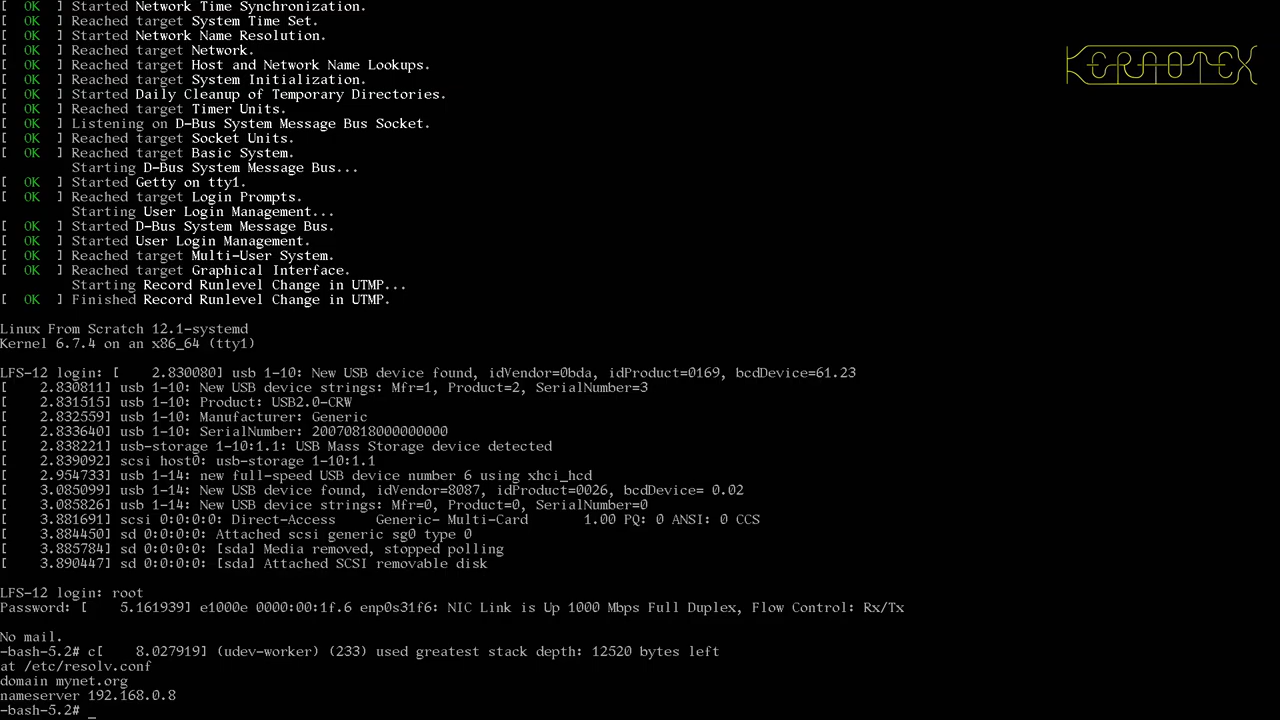 [  OK  ] Started Network Time Synchronization.
[  OK  ] Reached target System Time Set.
[  OK  ] Started Network Name Resolution.
[  OK  ] Reached target Network.
[  OK  ] Reached target Host and Network Name Lookups.
[  OK  ] Reached target System Initialization.
[  OK  ] Started Daily Cleanup of Temporary Directories.
[  OK  ] Reached target Timer Units.
[  OK  ] Listening on D-Bus System Message Bus Socket.
[  OK  ] Reached target Socket Units.
[  OK  ] Reached target Basic System.
         Starting D-Bus System Message Bus...
[  OK  ] Started Getty on tty1.
[  OK  ] Reached target Login Prompts.
         Starting User Login Management...
[  OK  ] Started D-Bus System Message Bus.
[  OK  ] Started User Login Management.
[  OK  ] Reached target Multi-User System.
[  OK  ] Reached target Graphical Interface.
         Starting Record Runlevel Change in UTMP...
[  OK  ] Finished Record Runlevel Change in UTMP.
KERNOTEX
Linux From Scratch 12.1-systemd
Kernel 6.7.4 on an x86_64 (tty1)
LFS-12 login: [    2.830080] usb 1-10: New USB device found, idVendor=0bda, idProduct=0169, bcdDevice=61.23
[    2.830811] usb 1-10: New USB device strings: Mfr=1, Product=2, SerialNumber=3
[    2.831515] usb 1-10: Product: USB2.0-CRW
[    2.832559] usb 1-10: Manufacturer: Generic
[    2.833640] usb 1-10: SerialNumber: 20070818000000000
[    2.838221] usb-storage 1-10:1.1: USB Mass Storage device detected
[    2.839092] scsi host0: usb-storage 1-10:1.1
[    2.954733] usb 1-14: new full-speed USB device number 6 using xhci_hcd
[    3.085099] usb 1-14: New USB device found, idVendor=8087, idProduct=0026, bcdDevice= 0.02
[    3.085826] usb 1-14: New USB device strings: Mfr=0, Product=0, SerialNumber=0
[    3.881691] scsi 0:0:0:0: Direct-Access     Generic- Multi-Card       1.00 PQ: 0 ANSI: 0 CCS
[    3.884450] sd 0:0:0:0: Attached scsi generic sg0 type 0
[    3.885784] sd 0:0:0:0: [sda] Media removed, stopped polling
[    3.890447] sd 0:0:0:0: [sda] Attached SCSI removable disk
LFS-12 login: root
Password: [    5.161939] e1000e 0000:00:1f.6 enp0s31f6: NIC Link is Up 1000 Mbps Full Duplex, Flow Control: Rx/Tx
No mail.
-bash-5.2# c[    8.027919] (udev-worker) (233) used greatest stack depth: 12520 bytes left
at /etc/resolv.conf
domain mynet.org
nameserver 192.168.0.8
-bash-5.2# _